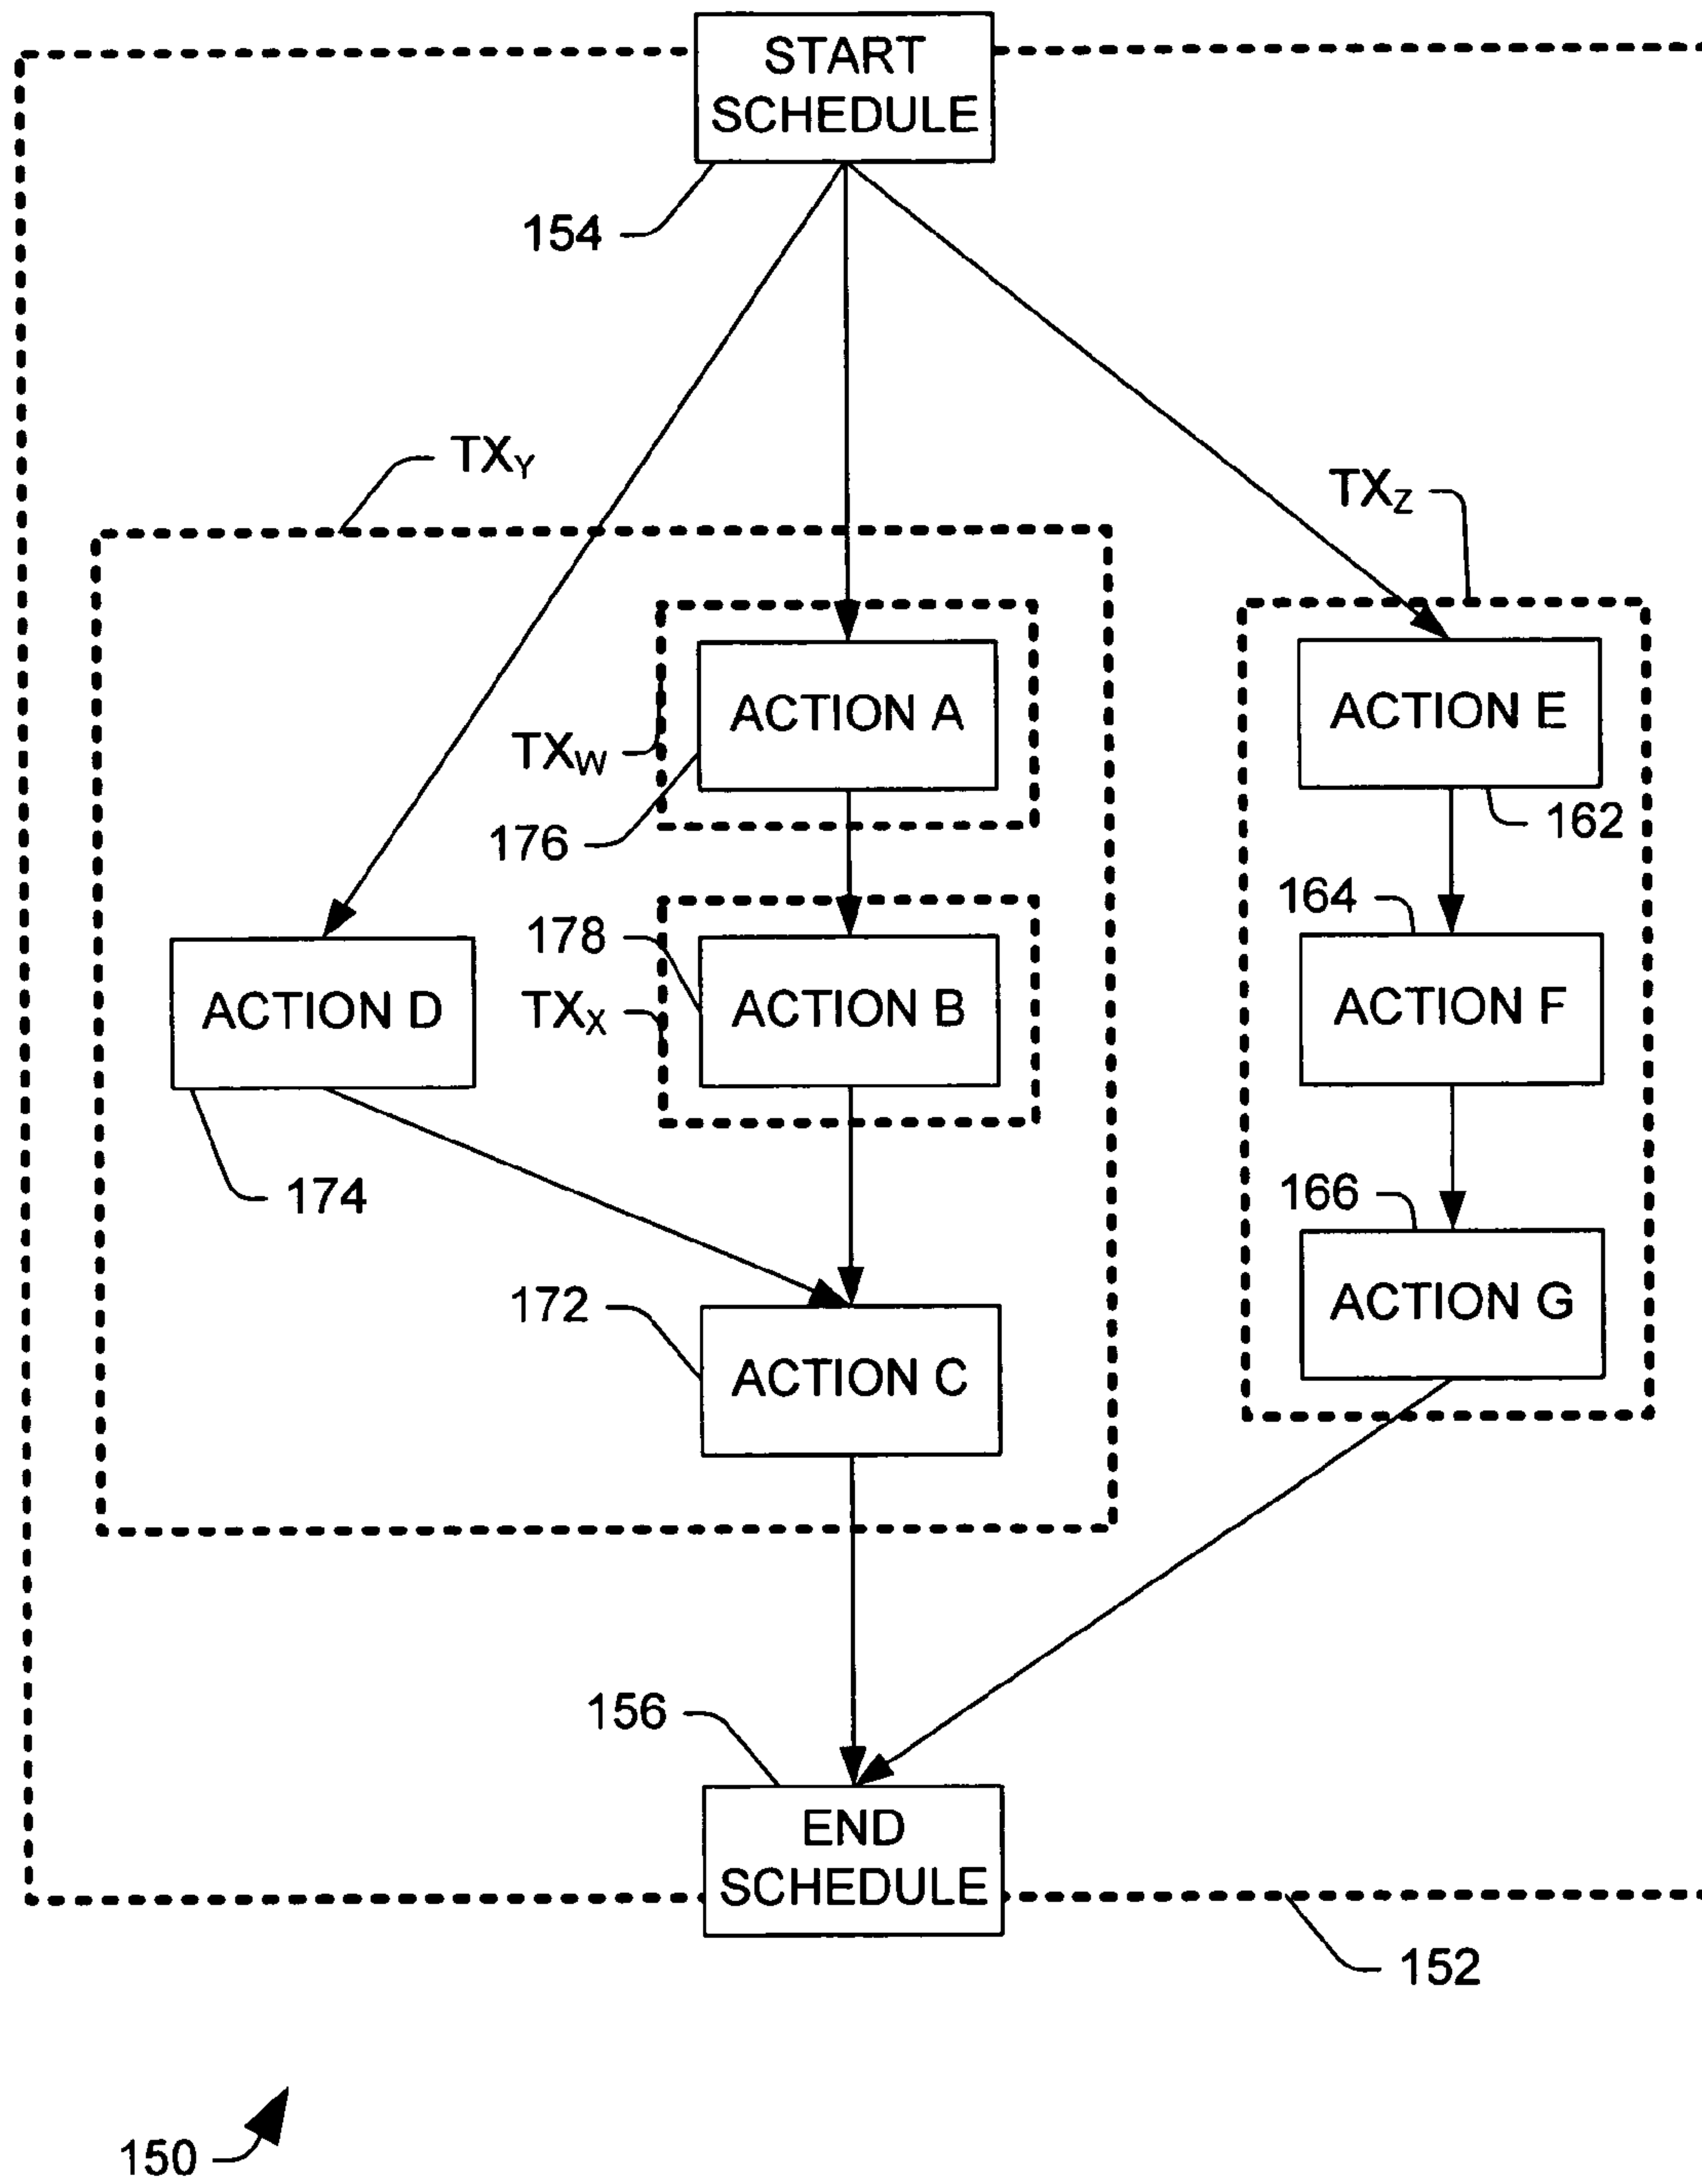 START
SCHEDULE
154
TXY
TXZ
ACTION A
ACTION E
TXW
176
162
164
178
ACTION D
TXX
ACTION B
ACTION F
174
166
172
ACTION G
ACTION C
156
END
SCHEDULE
152
150